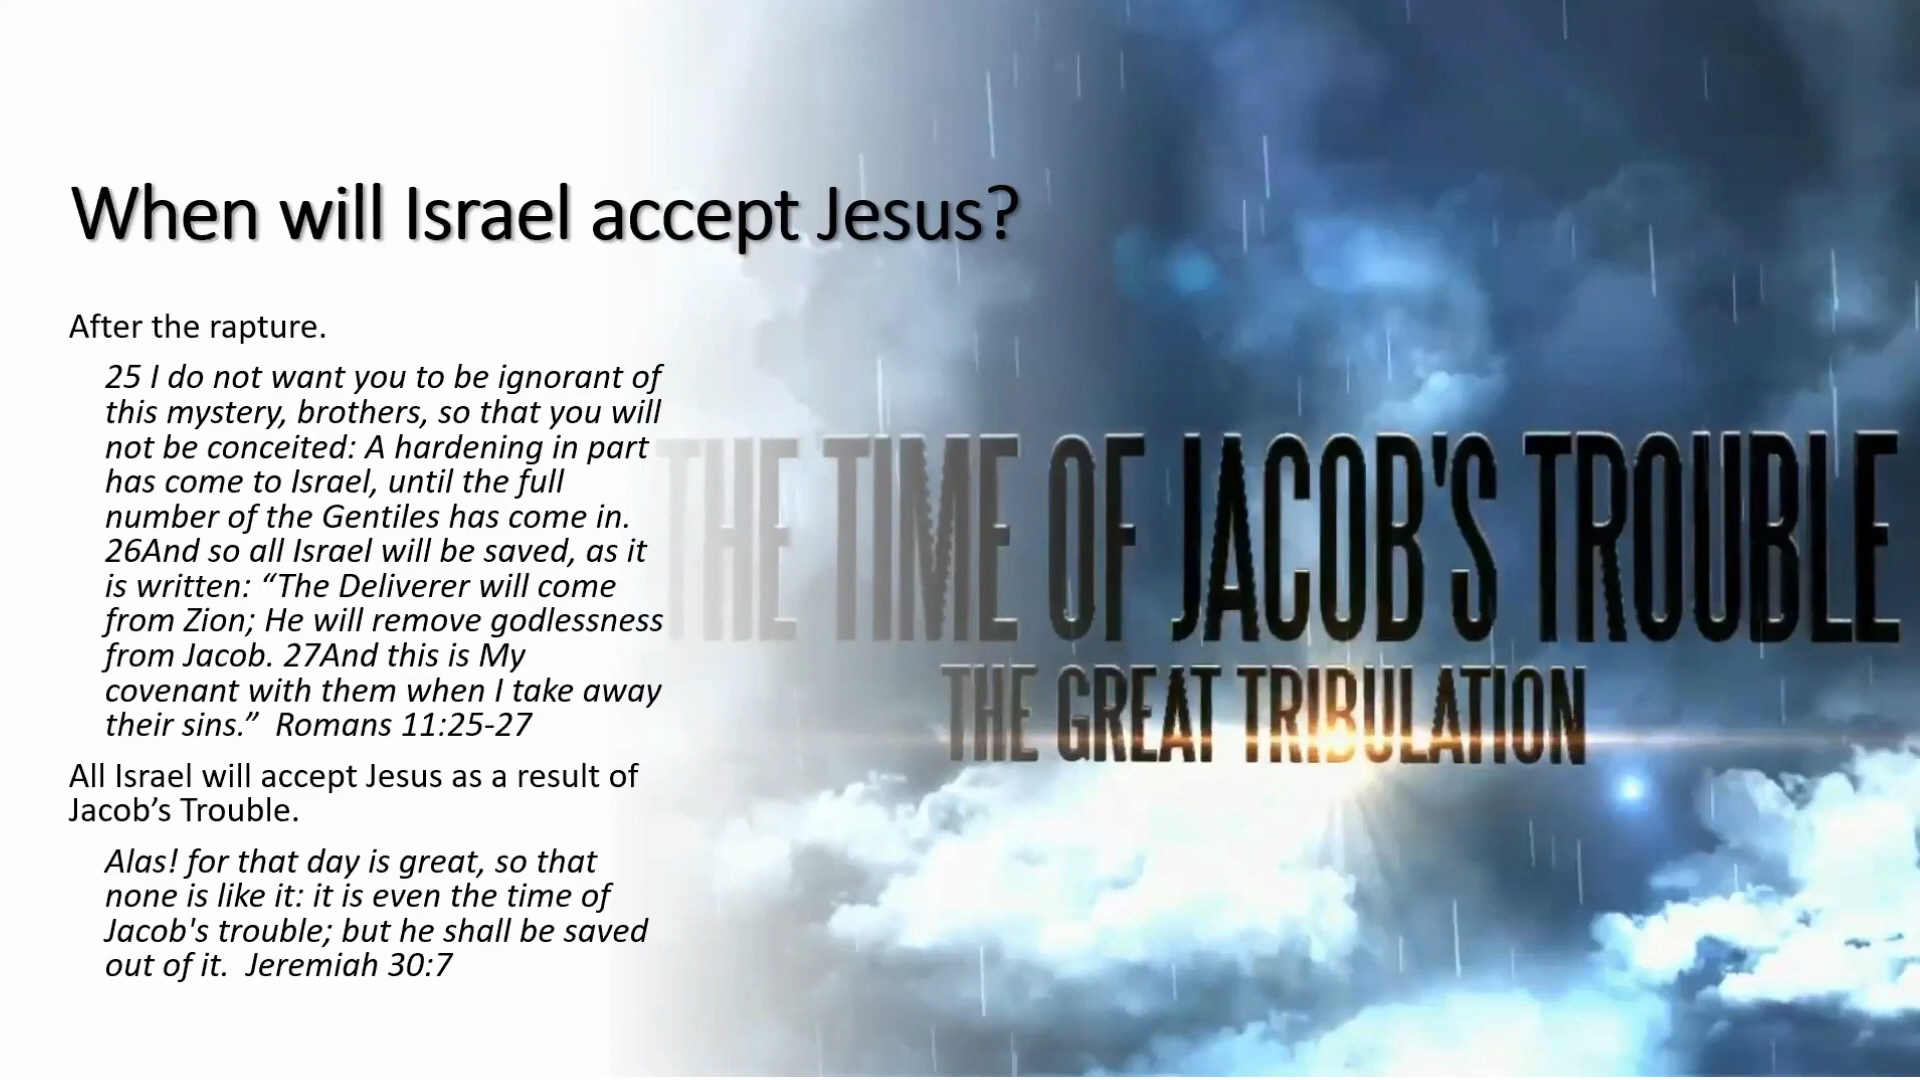 When will Israel accept Jesus?
After the rapture.
25 I do not want you to be ignorant of
this mystery, brothers, so that you will
not be conceited: A hardening in part
has come to Israel, until the full
number of the Gentiles has come in.
26And so all Israel will be saved, as it
is written: “The Deliverer will come
from Zion; He will remove godlessness
from Jacob. 27And this is My
covenant with them when I take away
their sins.”  Romans 11:25-27
All Israel will accept Jesus as a result of
Jacob’s Trouble.
Alas! for that day is great, so that
none is like it: it is even the time of
Jacob's trouble; but he shall be saved
out of it.  Jeremiah 30:7
THE TIME OF JACOB'S TROUBLE
THE GREAT TRIBULATION